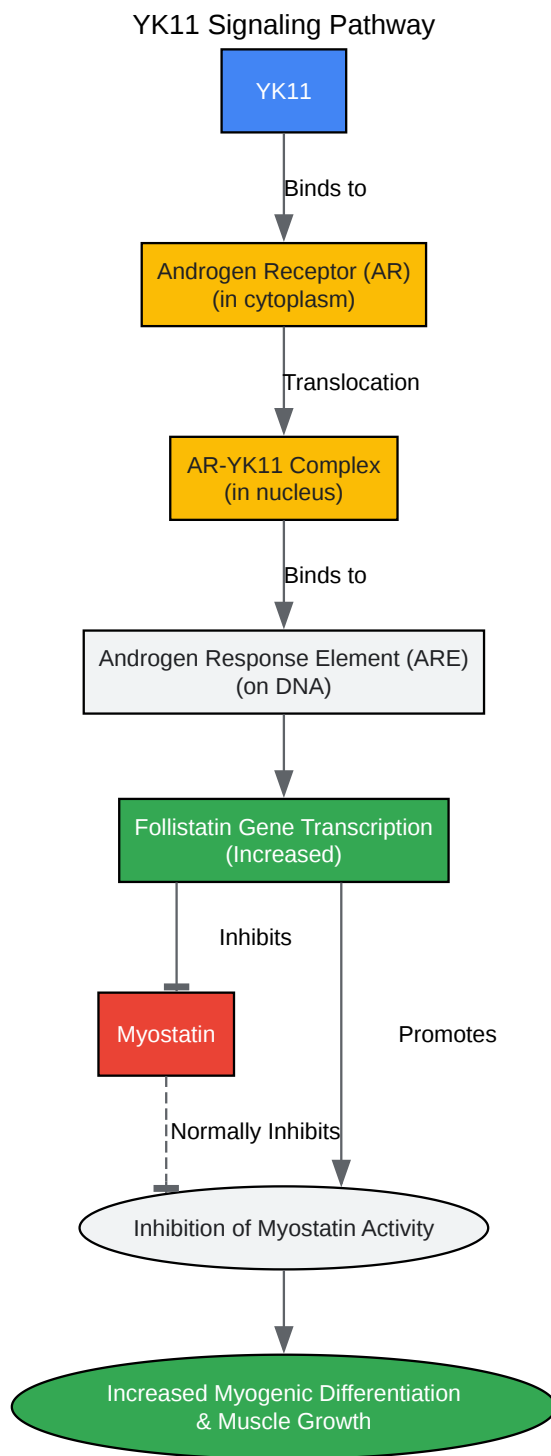 YK11 Signaling Pathway
YK11
Binds to
Androgen Receptor (AR)
(in cytoplasm)
Translocation
AR-YK11 Complex
(in nucleus)
Binds to
Androgen Response Element (ARE)
(on DNA)
Follistatin Gene Transcription
(Increased)
Inhibits
Myostatin
Promotes
Normally Inhibits
Inhibition of Myostatin Activity
Increased Myogenic Differentiation
& Muscle Growth